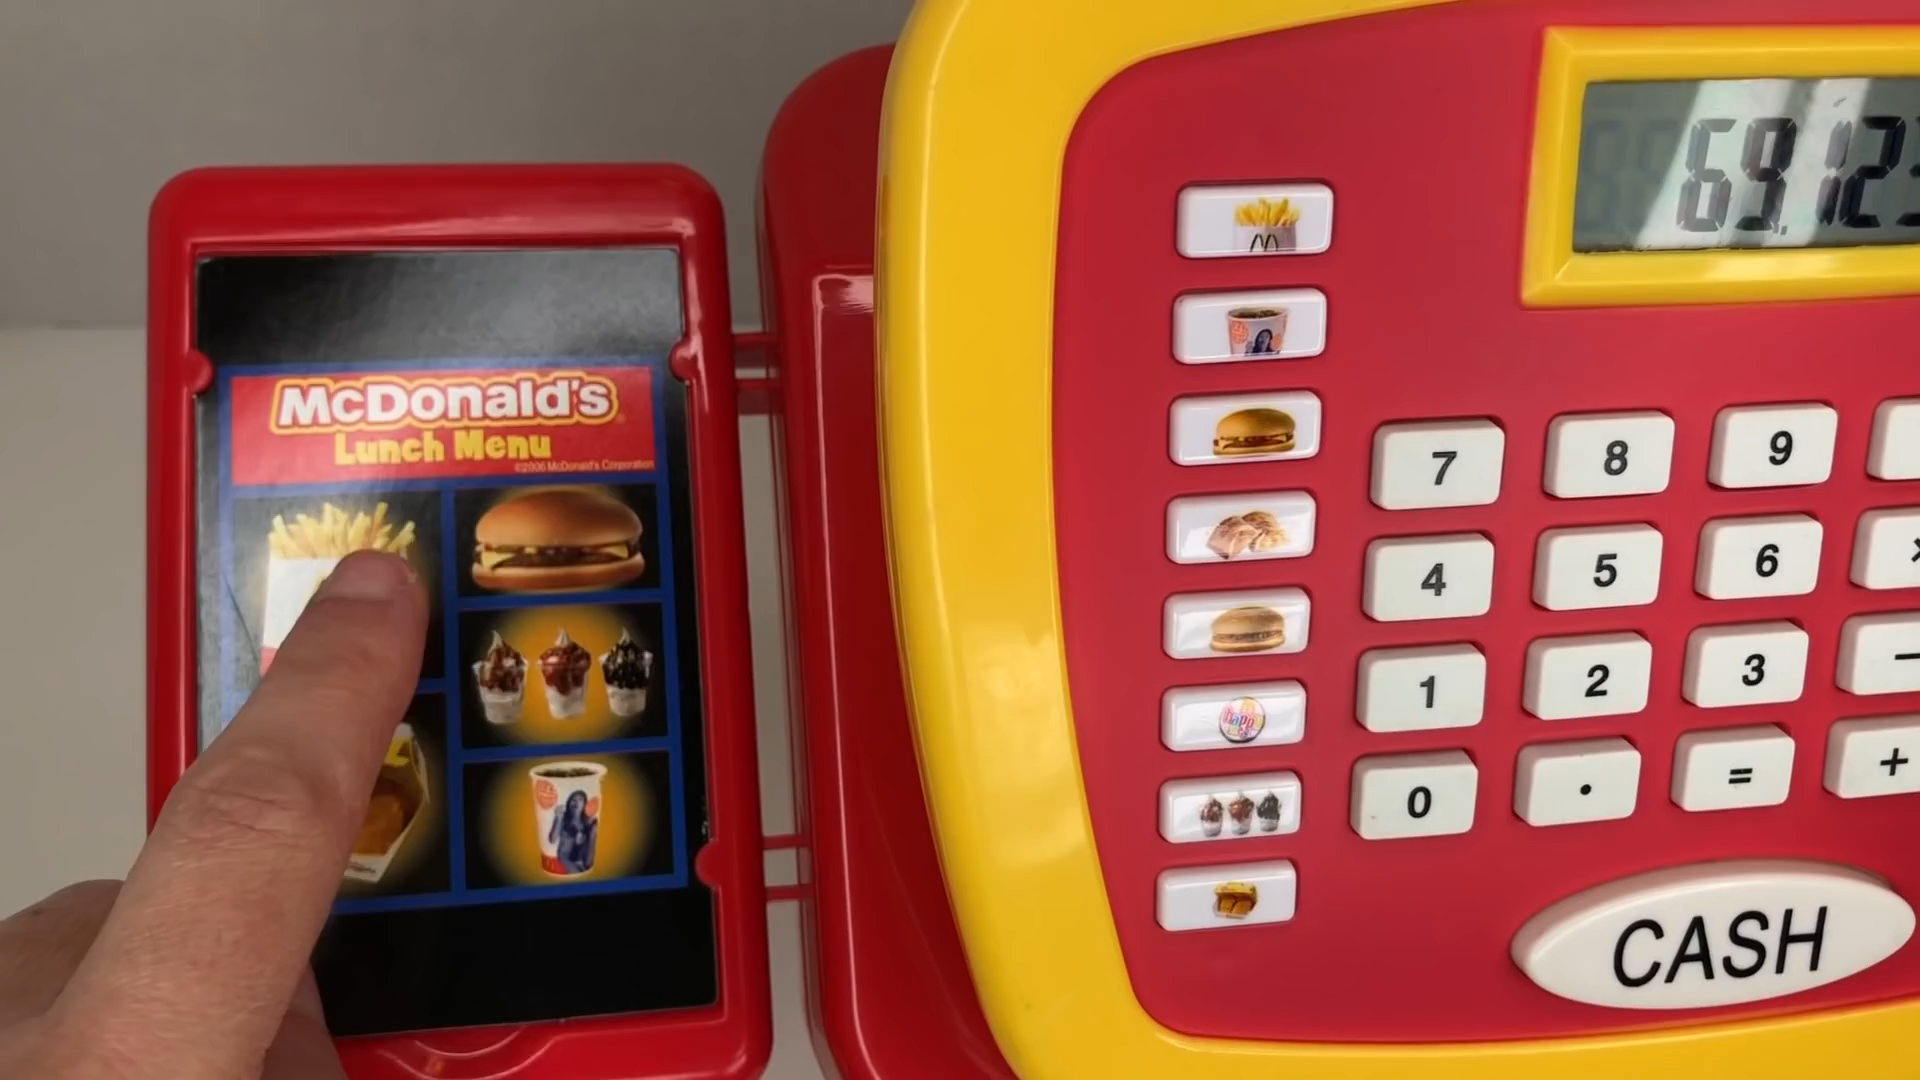 McDonald's
Lunch Menu
©2006 McDonald's Corporation
69.12
7 8 9
4 5 6
1 2 3 −
0 . = +
CASH
happy